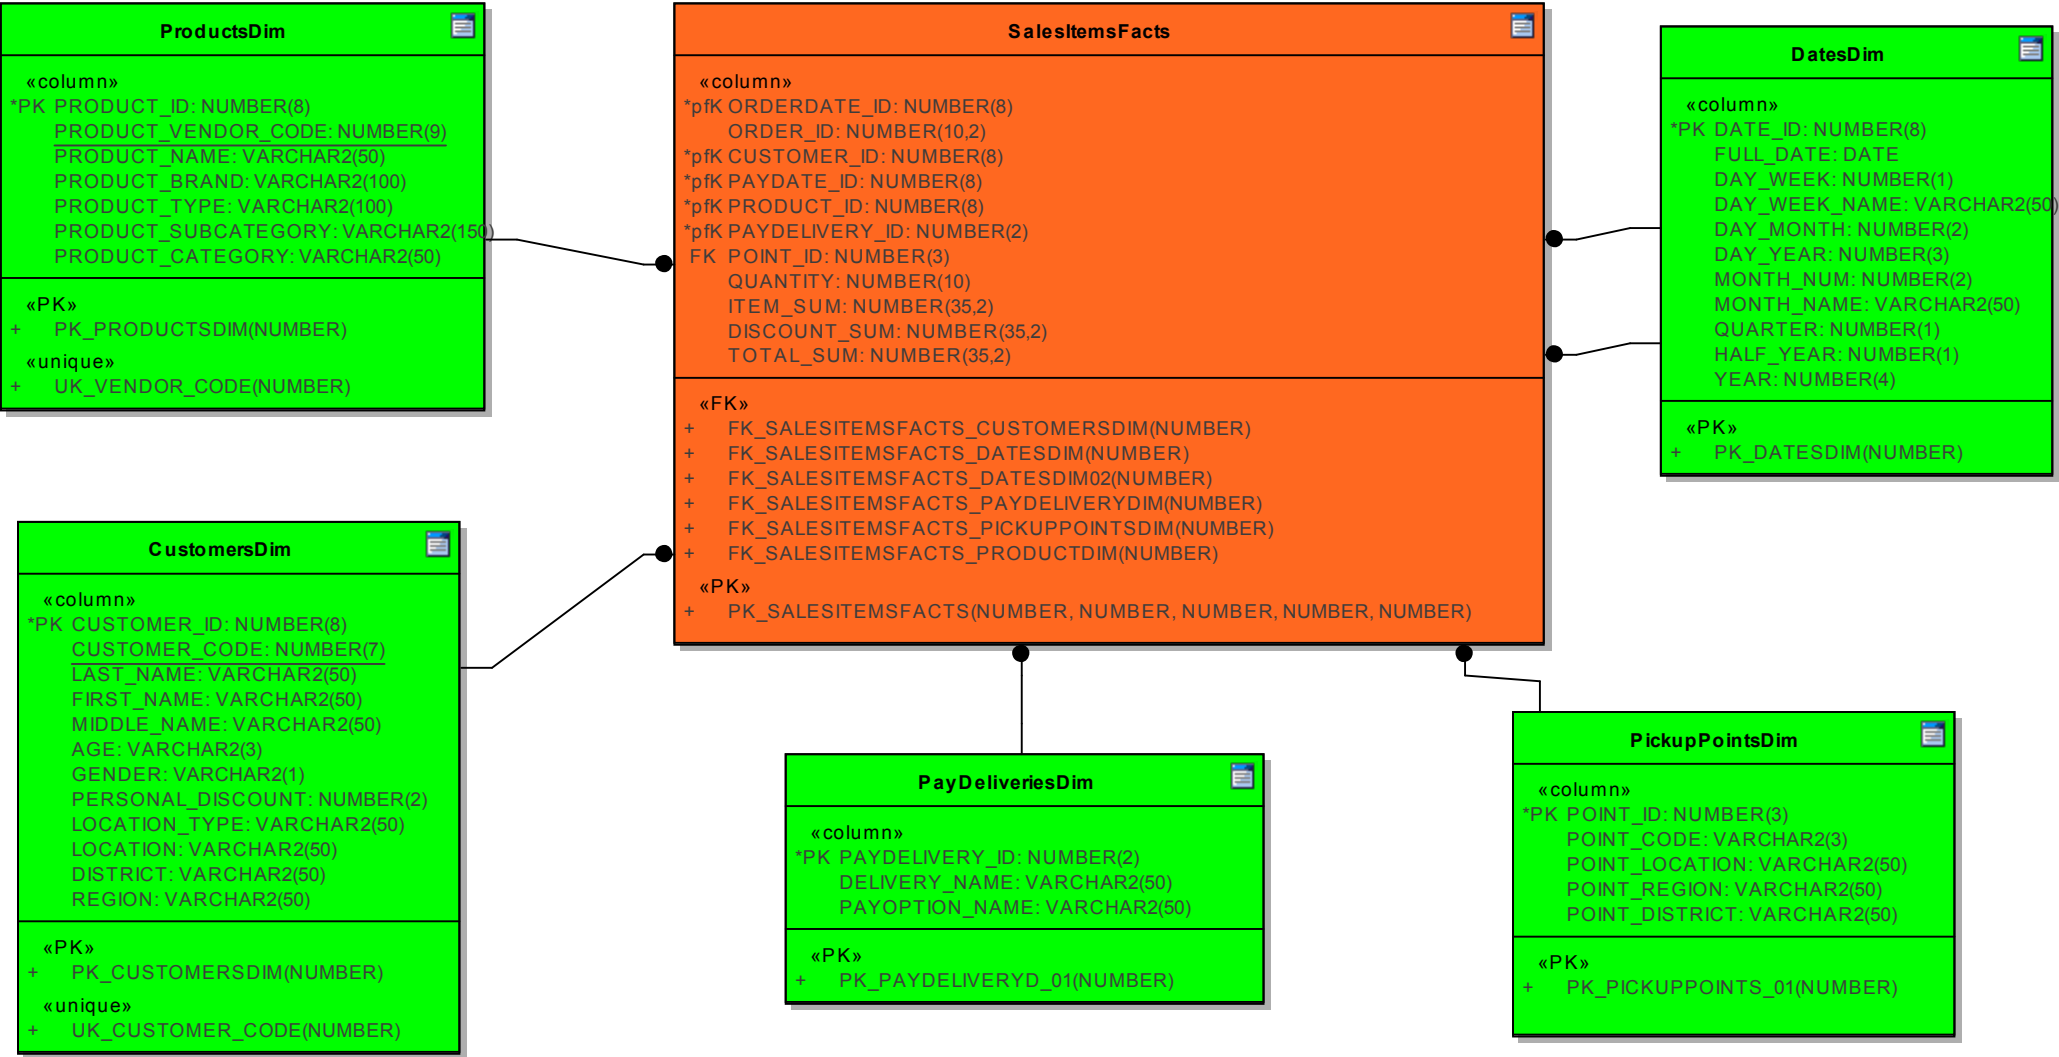 ProductsDim
«column»
*PK PRODUCT_ID: NUMBER(8)
PRODUCT_VENDOR_CODE: NUMBER(9)
PRODUCT_NAME: VARCHAR2(50)
PRODUCT_BRAND: VARCHAR2(100)
PRODUCT_TYPE: VARCHAR2(100)
PRODUCT_SUBCATEGORY: VARCHAR2(150)
PRODUCT_CATEGORY: VARCHAR2(50)
«PK»
+ PK_PRODUCTSDIM(NUMBER)
«unique»
+ UK_VENDOR_CODE(NUMBER)
SalesItemsFacts
«column»
*pfK ORDERDATE_ID: NUMBER(8)
ORDER_ID: NUMBER(10,2)
*pfK CUSTOMER_ID: NUMBER(8)
*pfK PAYDATE_ID: NUMBER(8)
*pfK PRODUCT_ID: NUMBER(8)
*pfK PAYDELIVERY_ID: NUMBER(2)
FK POINT_ID: NUMBER(3)
QUANTITY: NUMBER(10)
ITEM_SUM: NUMBER(35,2)
DISCOUNT_SUM: NUMBER(35,2)
TOTAL_SUM: NUMBER(35,2)
«FK»
+ FK_SALESITEMSFACTS_CUSTOMERSDIM(NUMBER)
+ FK_SALESITEMSFACTS_DATESDIM(NUMBER)
+ FK_SALESITEMSFACTS_DATESDIM02(NUMBER)
+ FK_SALESITEMSFACTS_PAYDELIVERYDIM(NUMBER)
+ FK_SALESITEMSFACTS_PICKUPPOINTSDIM(NUMBER)
+ FK_SALESITEMSFACTS_PRODUCTDIM(NUMBER)
«PK»
+ PK_SALESITEMSFACTS(NUMBER, NUMBER, NUMBER, NUMBER, NUMBER)
DatesDim
«column»
*PK DATE_ID: NUMBER(8)
FULL_DATE: DATE
DAY_WEEK: NUMBER(1)
DAY_WEEK_NAME: VARCHAR2(50)
DAY_MONTH: NUMBER(2)
DAY_YEAR: NUMBER(3)
MONTH_NUM: NUMBER(2)
MONTH_NAME: VARCHAR2(50)
QUARTER: NUMBER(1)
HALF_YEAR: NUMBER(1)
YEAR: NUMBER(4)
«PK»
+ PK_DATESDIM(NUMBER)
CustomersDim
«column»
*PK CUSTOMER_ID: NUMBER(8)
CUSTOMER_CODE: NUMBER(7)
LAST_NAME: VARCHAR2(50)
FIRST_NAME: VARCHAR2(50)
MIDDLE_NAME: VARCHAR2(50)
AGE: VARCHAR2(3)
GENDER: VARCHAR2(1)
PERSONAL_DISCOUNT: NUMBER(2)
LOCATION_TYPE: VARCHAR2(50)
LOCATION: VARCHAR2(50)
DISTRICT: VARCHAR2(50)
REGION: VARCHAR2(50)
«PK»
+ PK_CUSTOMERSDIM(NUMBER)
«unique»
+ UK_CUSTOMER_CODE(NUMBER)
PayDeliveriesDim
«column»
*PK PAYDELIVERY_ID: NUMBER(2)
DELIVERY_NAME: VARCHAR2(50)
PAYOPTION_NAME: VARCHAR2(50)
«PK»
+ PK_PAYDELIVERYD_01(NUMBER)
PickupPointsDim
«column»
*PK POINT_ID: NUMBER(3)
POINT_CODE: VARCHAR2(3)
POINT_LOCATION: VARCHAR2(50)
POINT_REGION: VARCHAR2(50)
POINT_DISTRICT: VARCHAR2(50)
«PK»
+ PK_PICKUPPOINTS_01(NUMBER)